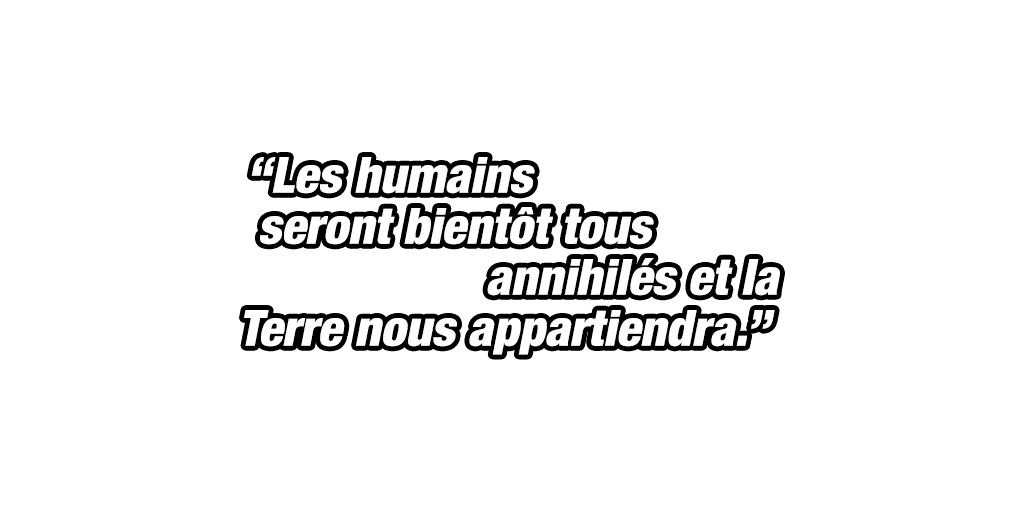 “Les humains
seront bientôt tous
annihilés et la
Terre nous appartiendra.”